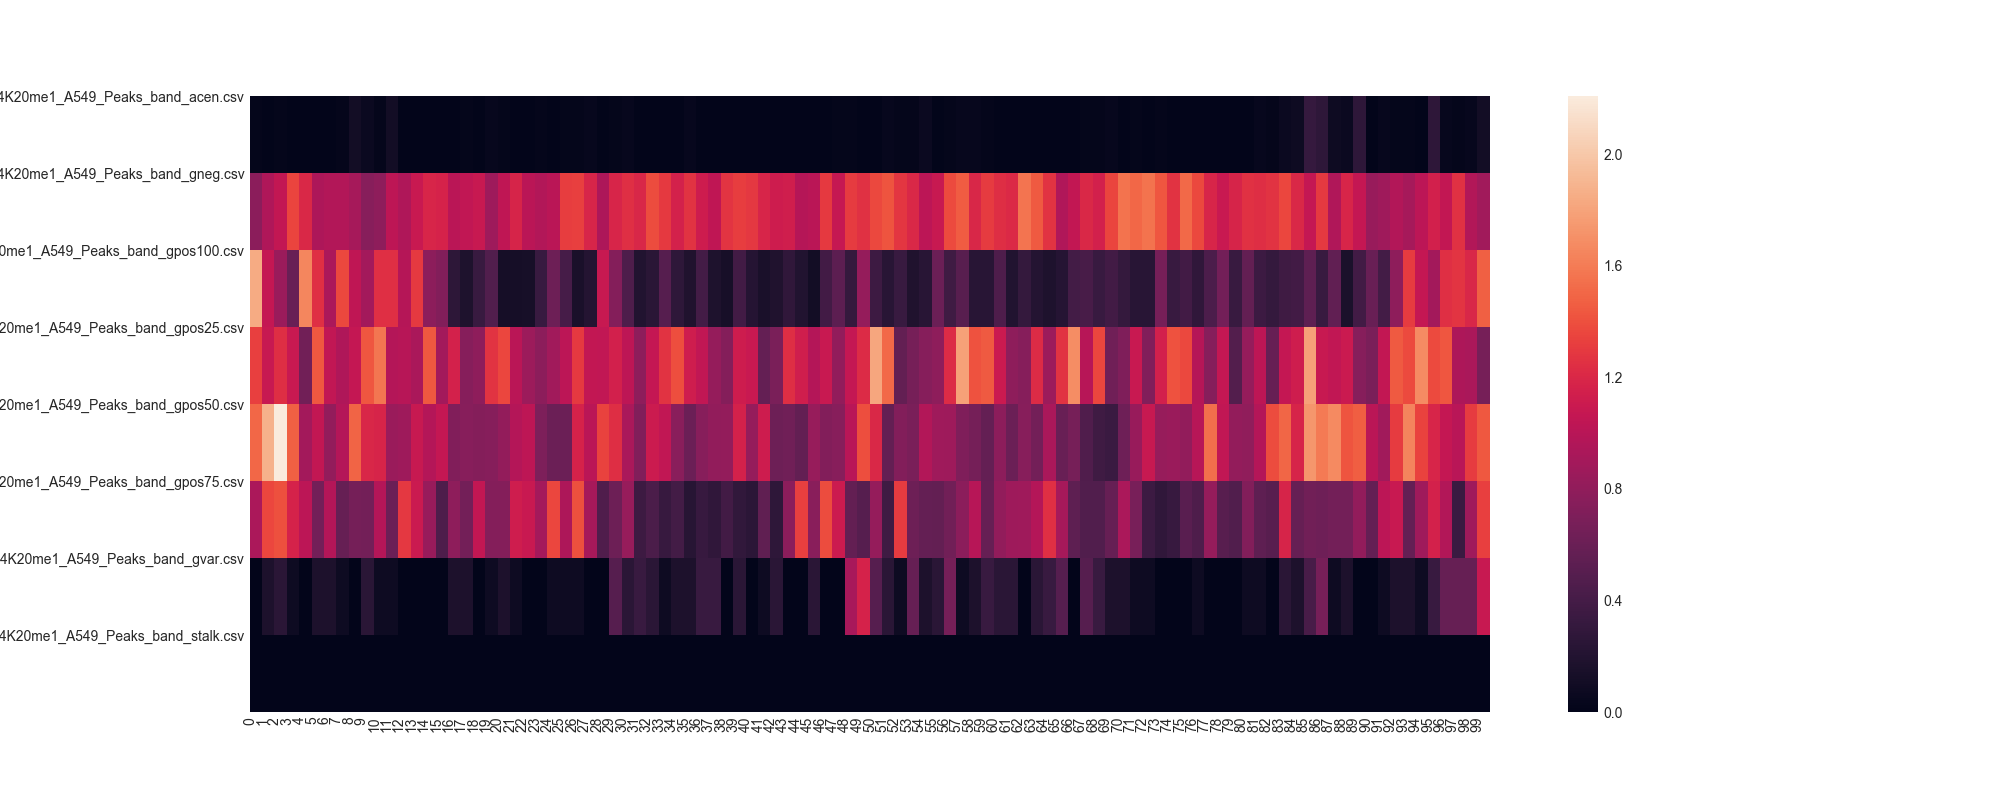 4K20me1_A549_Peaks_band_acen.csv
4K20me1_A549_Peaks_band_gneg.csv
0me1_A549_Peaks_band_gpos100.csv
20me1_A549_Peaks_band_gpos25.csv
20me1_A549_Peaks_band_gpos50.csv
20me1_A549_Peaks_band_gpos75.csv
4K20me1_A549_Peaks_band_gvar.csv
4K20me1_A549_Peaks_band_stalk.csv
0 1 2 3 4 5 6 7 8 9 10 11 12 13 14 15 16 17 18 19 20 21 22 23 24 25 26 27 28 29 30 31 32 33 34 35 36 37 38 39 40 41 42 43 44 45 46 47 48 49 50 51 52 53 54 55 56 57 58 59 60 61 62 63 64 65 66 67 68 69 70 71 72 73 74 75 76 77 78 79 80 81 82 83 84 85 86 87 88 89 90 91 92 93 94 95 96 97 98 99
2.0
1.6
1.2
0.8
0.4
0.0